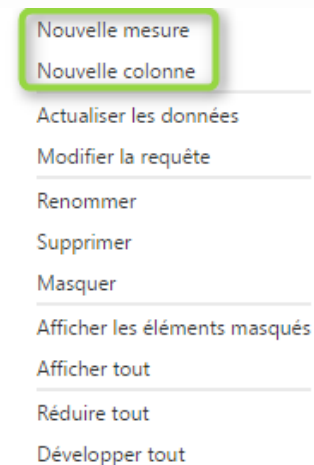 Nouvelle mesure
Nouvelle colonne
Actualiser les données
Modifier la requête
Renommer
Supprimer
Masquer
Afficher les éléments masqués
Afficher tout
Réduire tout
Développer tout